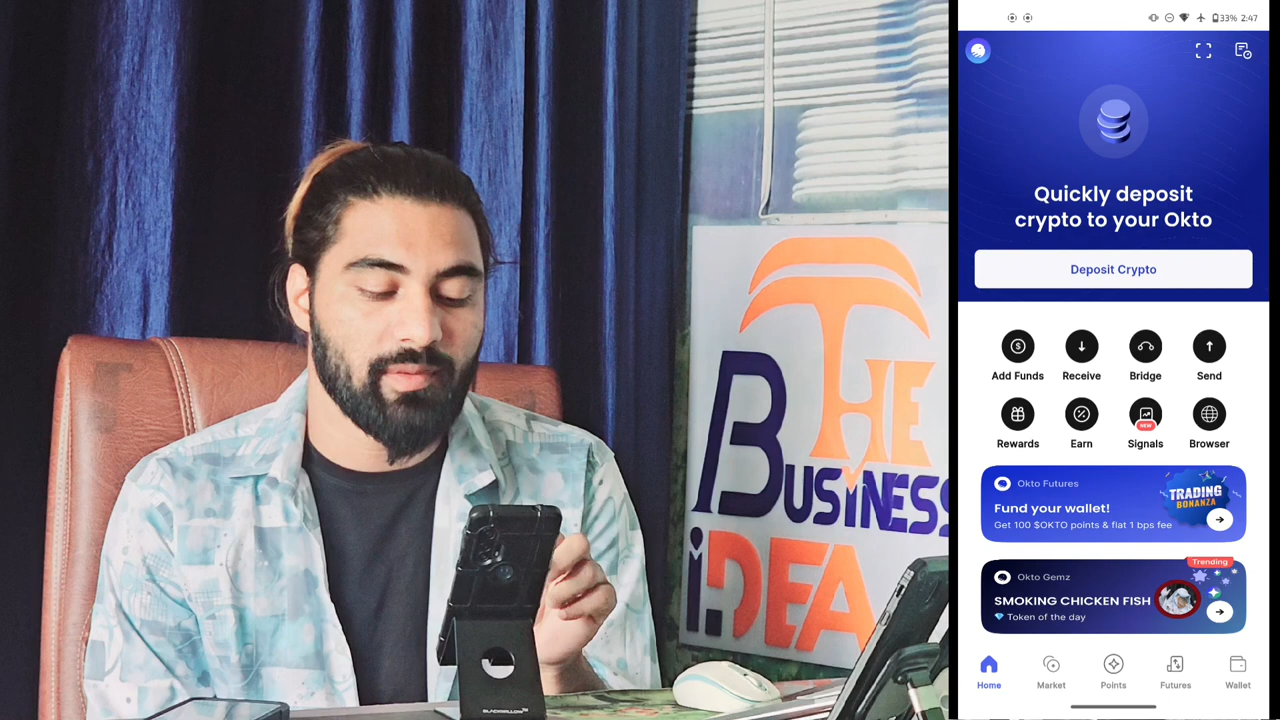 THE
BUSINESS
iDEA
BLACKWILLOW™
33% 2:47
Quickly deposit
crypto to your Okto
Deposit Crypto
Add Funds Receive Bridge Send
NEW
Rewards Earn Signals Browser
Okto Futures
TRADING
BONANZA
Fund your wallet!
Get 100 $OKTO points & flat 1 bps fee
Trending
Okto Gemz
SMOKING CHICKEN FISH
Token of the day
Home Market Points Futures Wallet